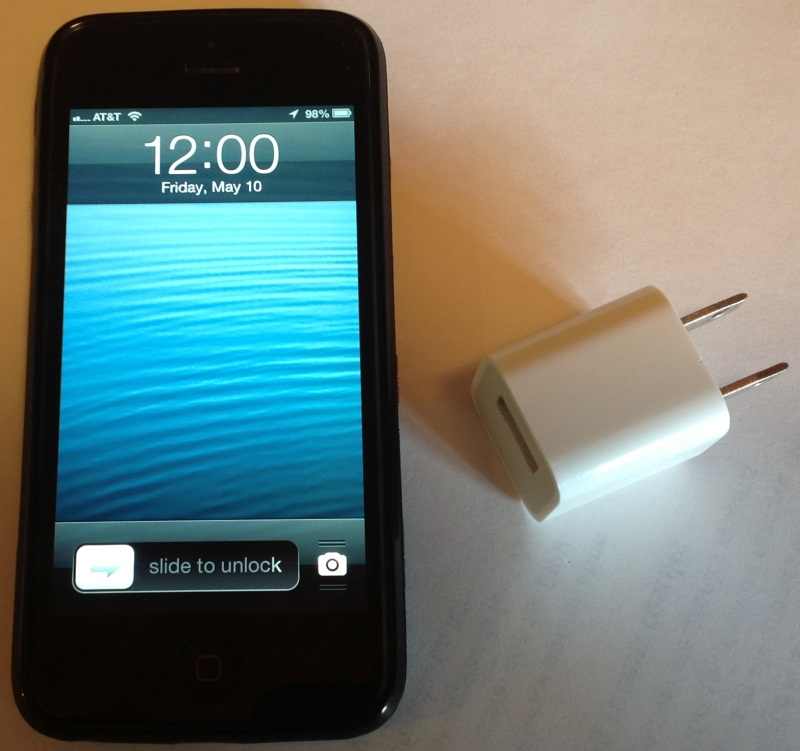 AT&T 98%
12:00
Friday, May 10
slide to unlock